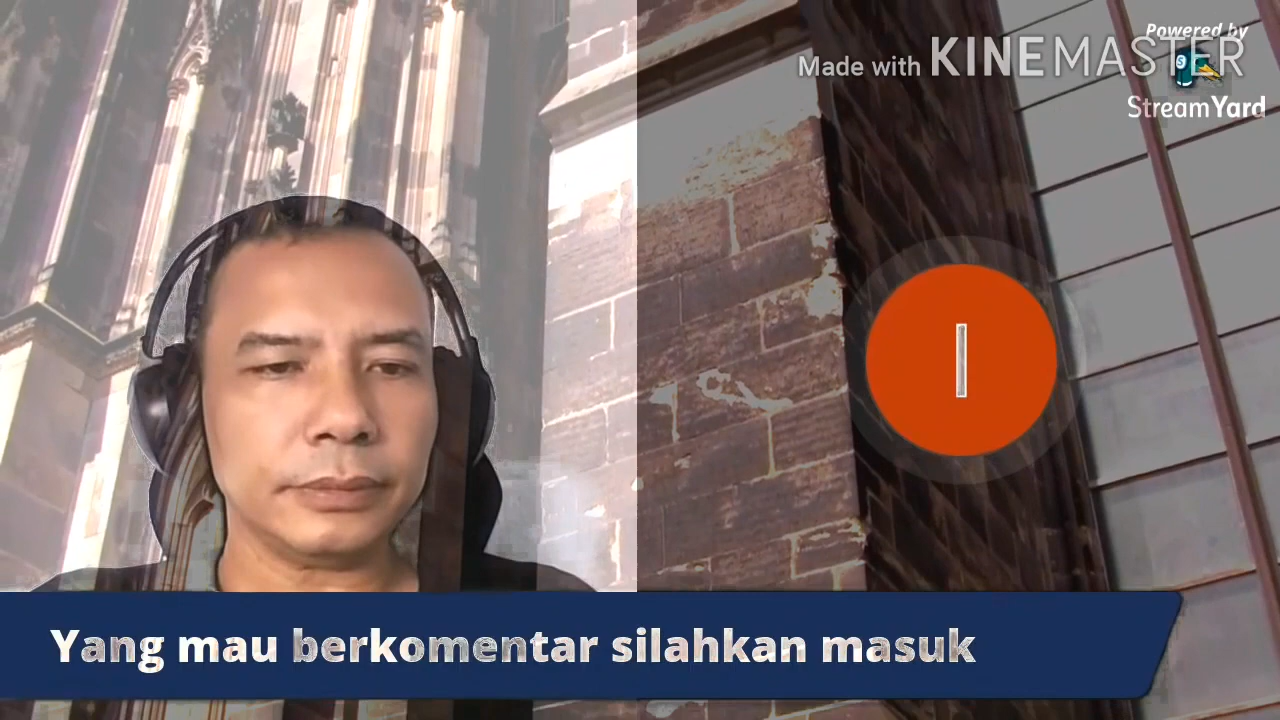 Powered by
Made with KINEMASTER
StreamYard
I
Yang mau berkomentar silahkan masuk